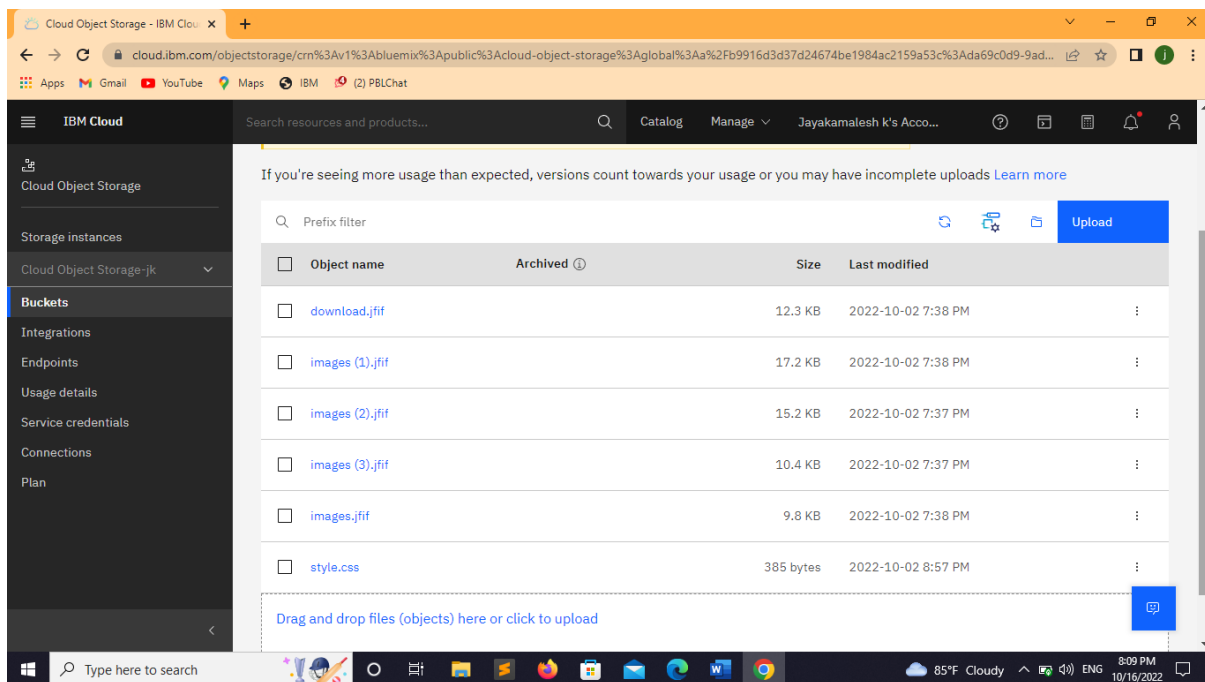 Cloud Object Storage - IBM Clou
cloud.ibm.com/objectstorage/crn%3Av1%3Abluemix%3Apublic%3Acloud-object-storage%3Aglobal%3Aa%2Fb9916d3d37d24674be1984ac2159a53c%3Ada69c0d9-9ad...
j
Apps Gmail YouTube Maps IBM (2) PBLChat
IBM Cloud Search resources and products... Catalog Manage Jayakamalesh k's Acco...
Cloud Object Storage
Storage instances
Cloud Object Storage-jk
Buckets
Integrations
Endpoints
Usage details
Service credentials
Connections
Plan
If you're seeing more usage than expected, versions count towards your usage or you may have incomplete uploads Learn more
Prefix filter Upload
Object name Archived Size Last modified
download.jfif 12.3 KB 2022-10-02 7:38 PM
images (1).jfif 17.2 KB 2022-10-02 7:38 PM
images (2).jfif 15.2 KB 2022-10-02 7:37 PM
images (3).jfif 10.4 KB 2022-10-02 7:37 PM
images.jfif 9.8 KB 2022-10-02 7:38 PM
style.css 385 bytes 2022-10-02 8:57 PM
Drag and drop files (objects) here or click to upload
Type here to search 85°F Cloudy ENG 8:09 PM
10/16/2022